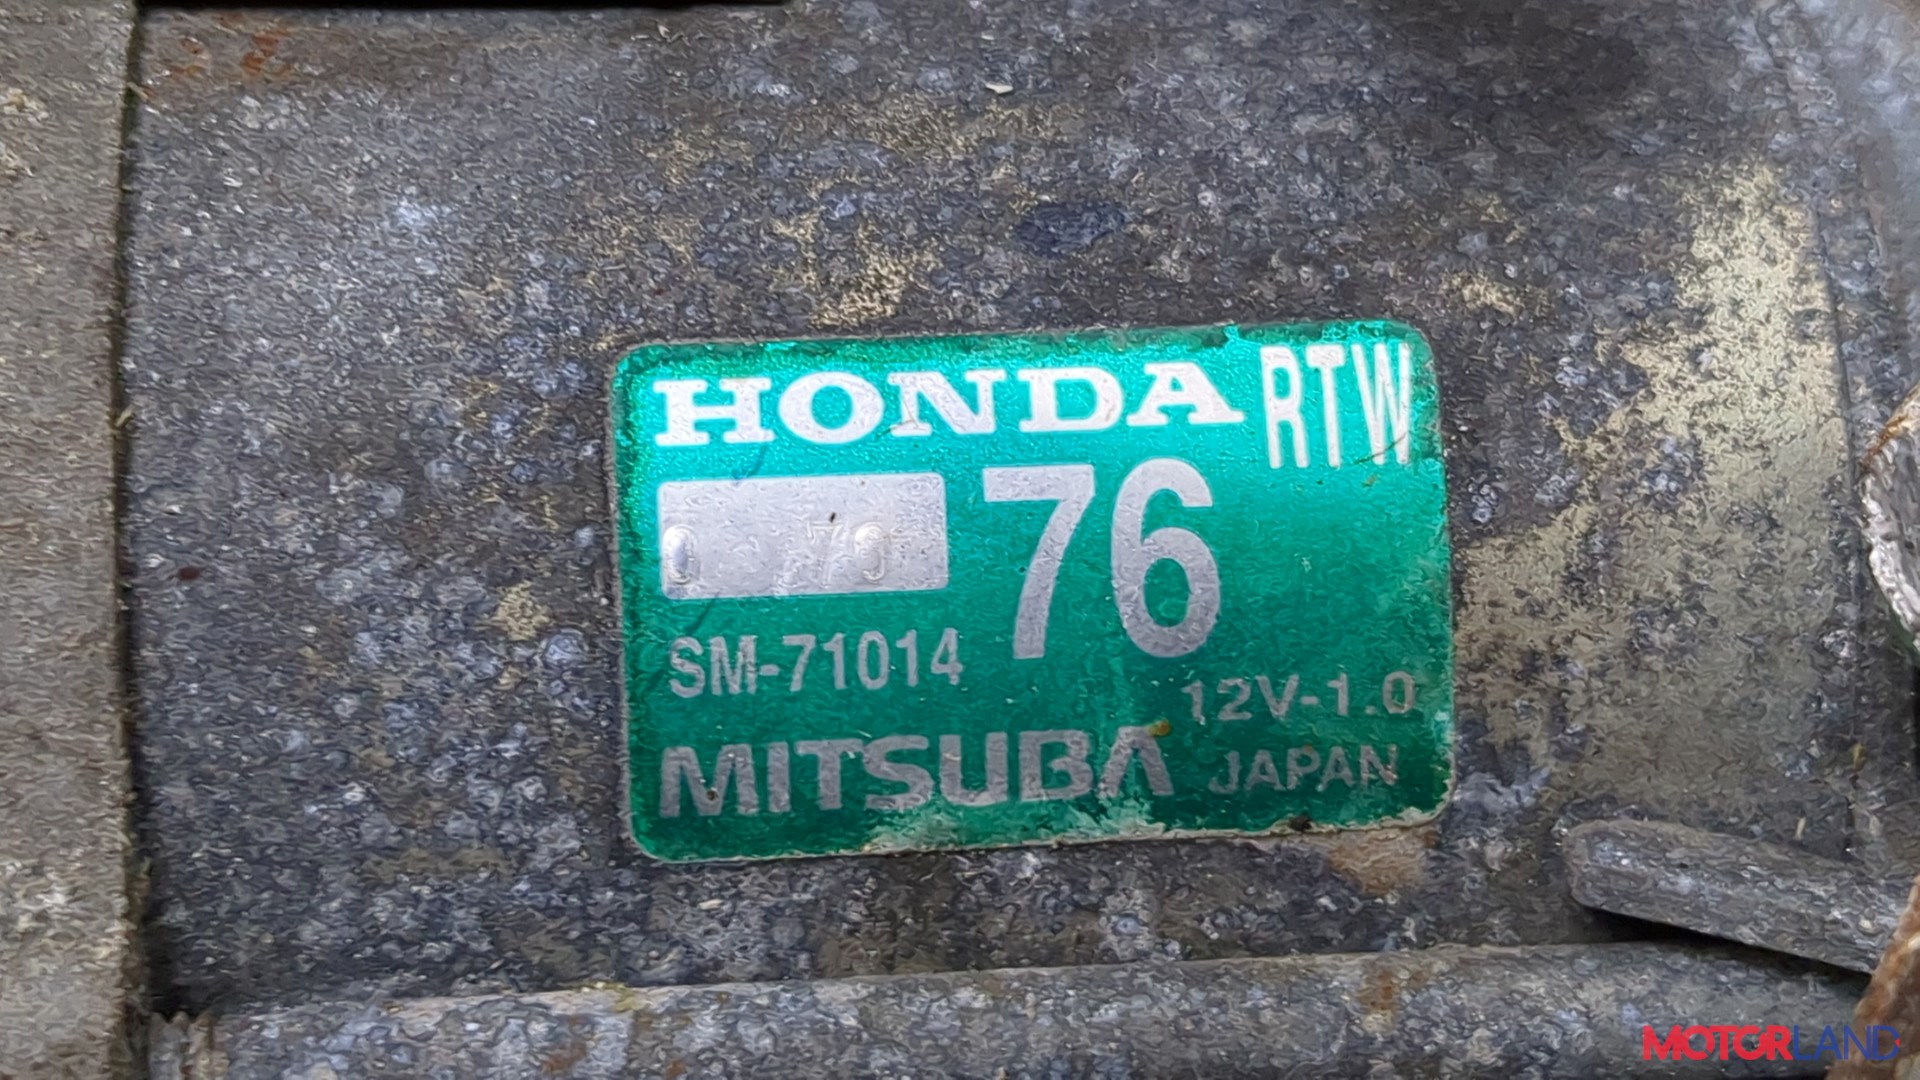 HONDA RTW
76
SM-71014
12V-1.0
MITSUBA JAPAN
MOTORLAND